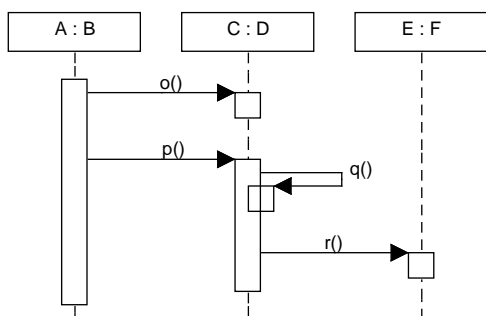 A : B
C : D
E : F
o()
p()
q()
r()